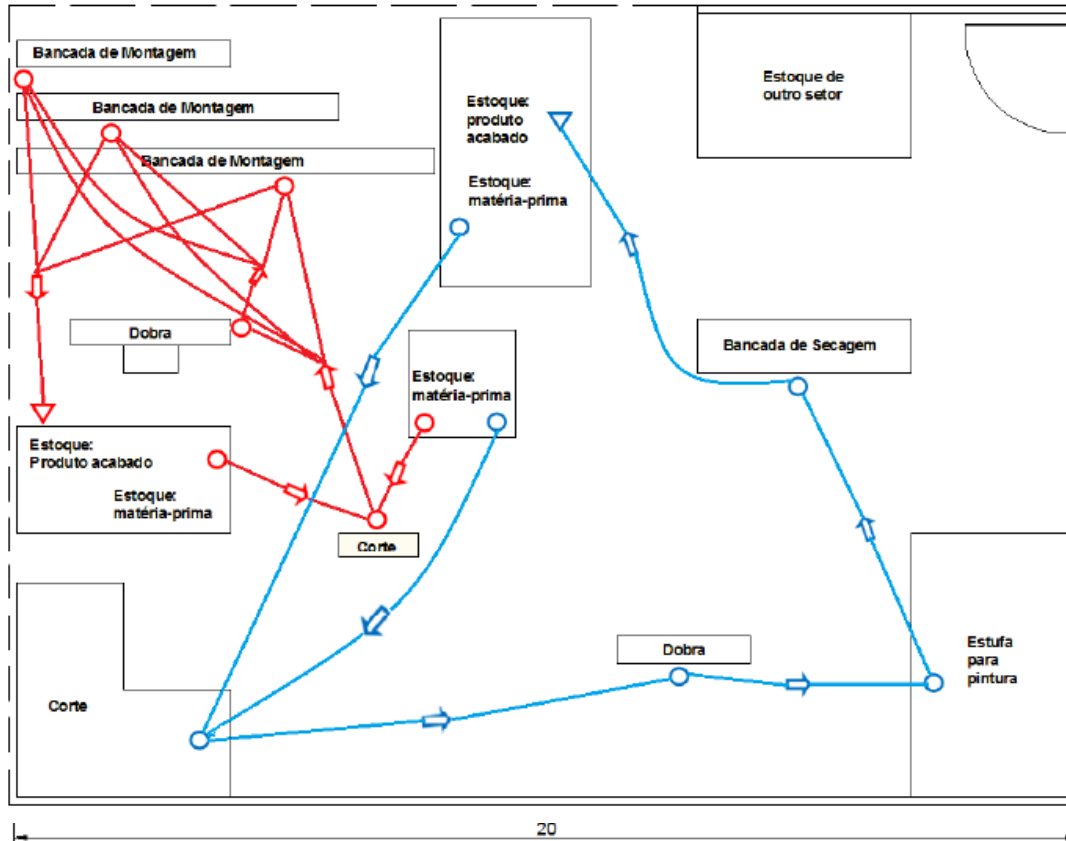 Bancada de Montagem
Bancada de Montagem
Bancada de Montagem
Estoque:
produto
acabado
Estoque:
matéria-prima
Estoque de
outro setor
Dobra
Estoque:
matéria-prima
Bancada de Secagem
Estoque:
Produto acabado
Estoque:
matéria-prima
Corte
Corte
Dobra
Estufa
para
pintura
20